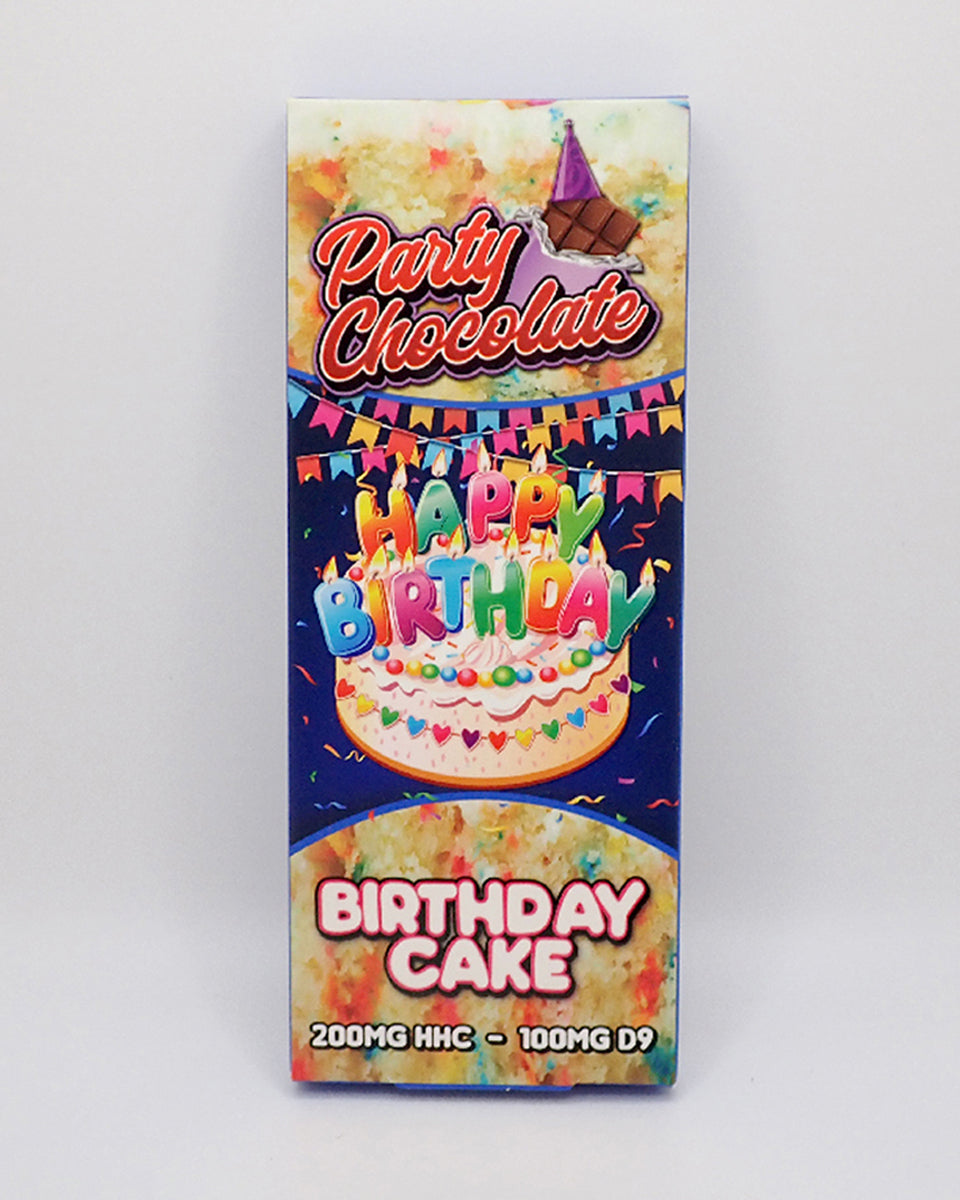 Party
Chocolate
HAPPY
BIRTHDAY
BIRTHDAY
CAKE
200MG HHC - 100MG D9